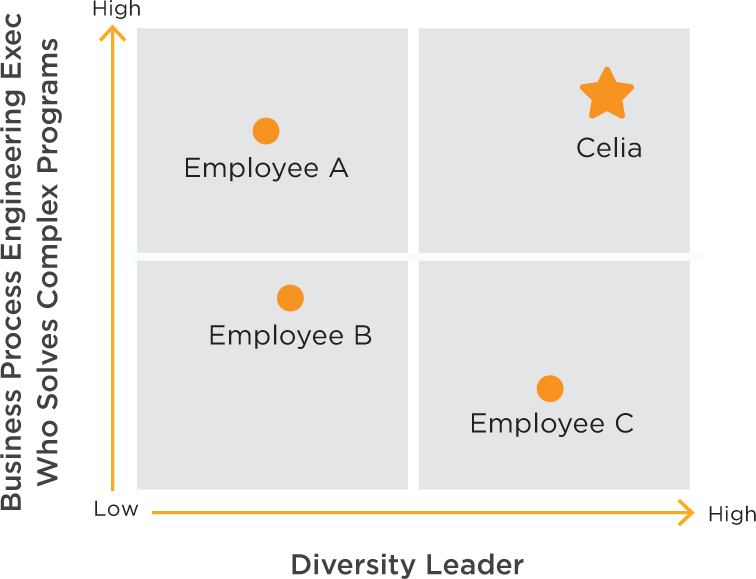 High
Business Process Engineering Exec
Who Solves Complex Programs
Celia
Employee A
Employee B
Employee C
Low
High
Diversity Leader